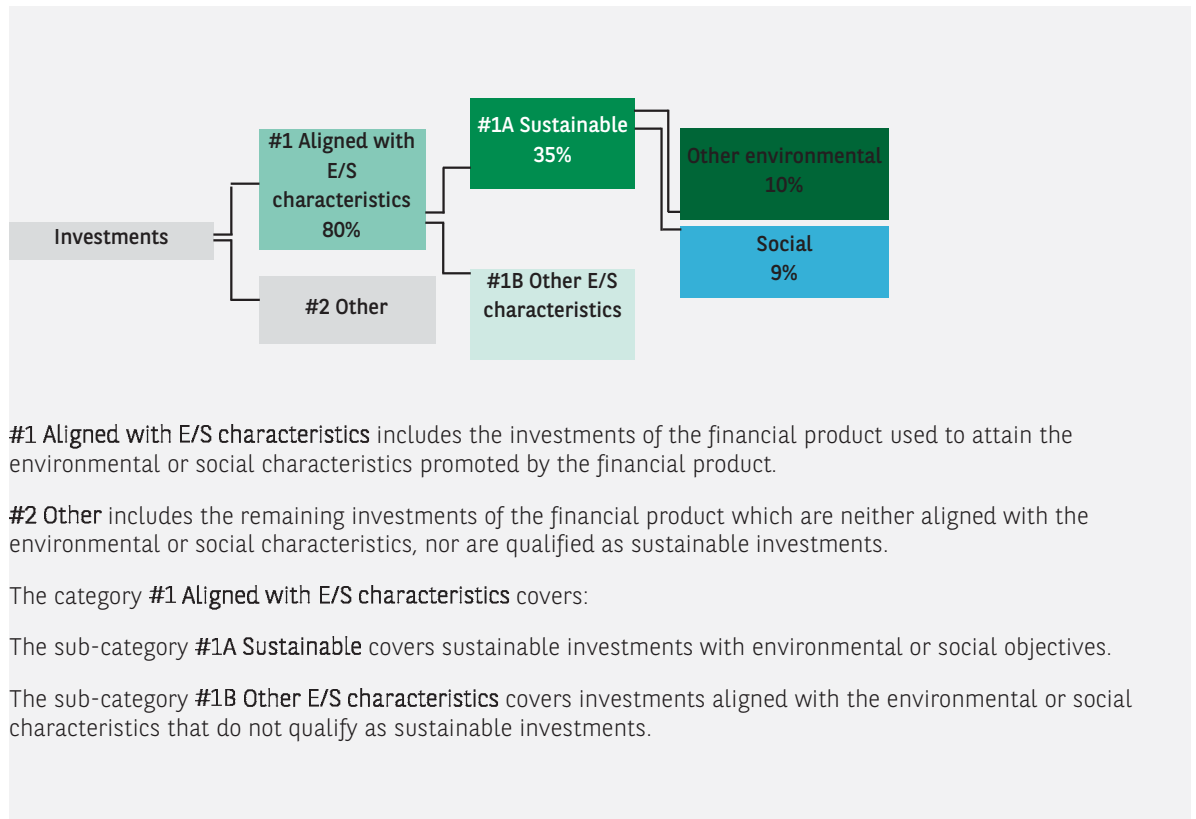 #1 Aligned with
E/S
characteristics
80%
#1A Sustainable
35%
Other environmental
10%
Investments
Social
9%
#2 Other
#1B Other E/S
characteristics
#1 Aligned with E/S characteristics includes the investments of the financial product used to attain the
environmental or social characteristics promoted by the financial product.
#2 Other includes the remaining investments of the financial product which are neither aligned with the
environmental or social characteristics, nor are qualified as sustainable investments.
The category #1 Aligned with E/S characteristics covers:
The sub-category #1A Sustainable covers sustainable investments with environmental or social objectives.
The sub-category #1B Other E/S characteristics covers investments aligned with the environmental or social
characteristics that do not qualify as sustainable investments.